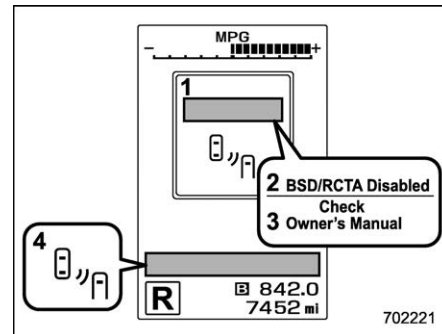 MPG
- +
1
2 BSD/RCTA Disabled
Check
3 Owner's Manual
4
R B 842.0
7452 mi
702221